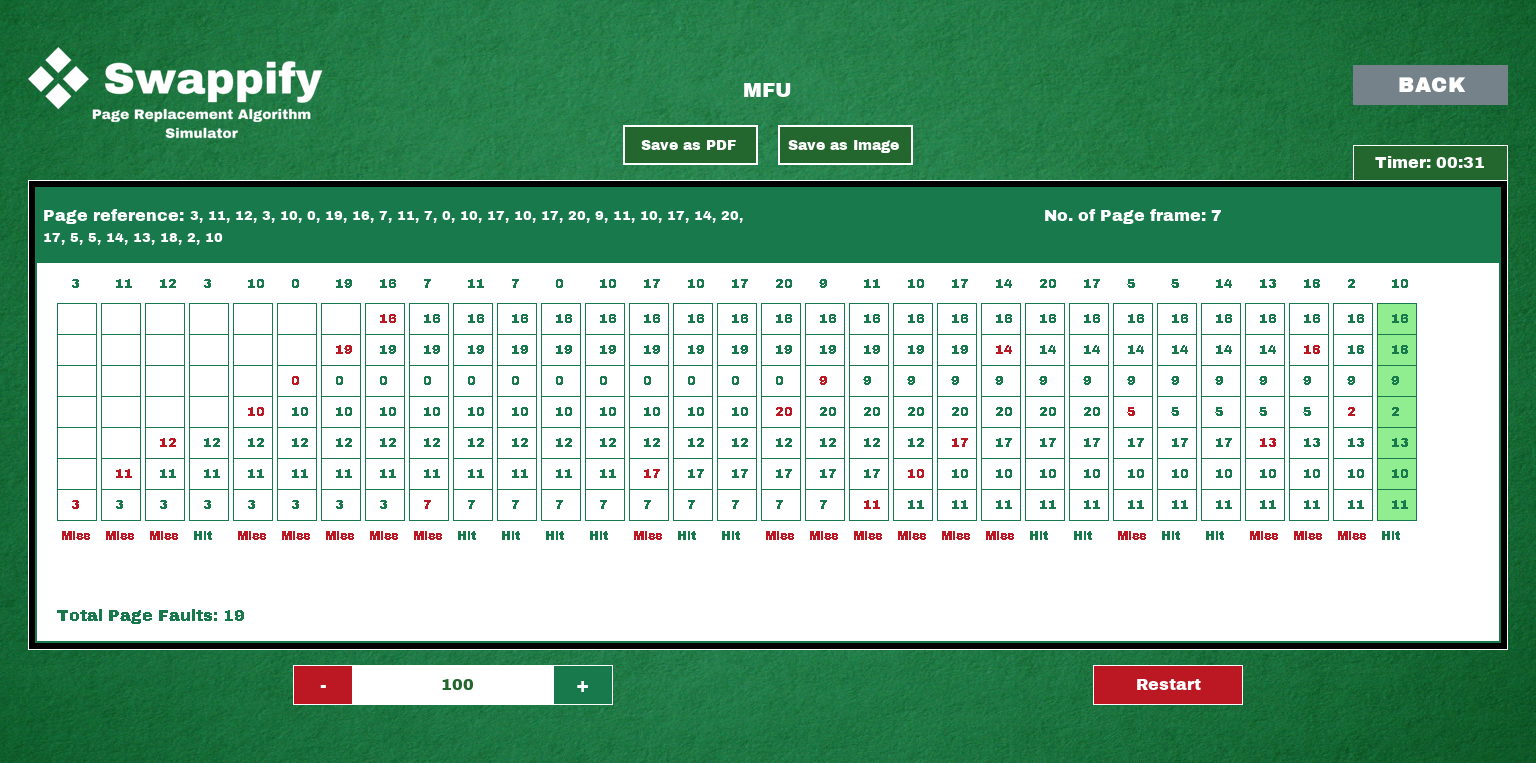 Swappify
Page Replacement Algorithm
Simulator
MFU
BACK
Save as PDF
Save as Image
Timer: 00:31
Page reference: 3, 11, 12, 3, 10, 0, 19, 16, 7, 11, 7, 0, 10, 17, 10, 17, 20, 9, 11, 10, 17, 14, 20,
17, 5, 5, 14, 13, 18, 2, 10
No. of Page frame: 7
3 11 12 3 10 0 19 16 7 11 7 0 10 17 10 17 20 9 11 10 17 14 20 17 5 5 14 13 18 2 10
16 16 16 16 16 16 16 16 16 16 16 16 16 16 16 16 16 16 16 16 16 16 16 16
19 19 19 19 19 19 19 19 19 19 19 19 19 19 19 14 14 14 14 14 14 14 18 18 18
0 0 0 0 0 0 0 0 0 0 0 0 9 9 9 9 9 9 9 9 9 9 9 9 9 9
10 10 10 10 10 10 10 10 10 10 10 10 20 20 20 20 20 20 20 20 5 5 5 5 5 2 2
12 12 12 12 12 12 12 12 12 12 12 12 12 12 12 12 12 12 17 17 17 17 17 17 17 13 13 13 13
11 11 11 11 11 11 11 11 11 11 11 11 17 17 17 17 17 17 10 10 10 10 10 10 10 10 10 10 10 10
3 3 3 3 3 3 3 3 7 7 7 7 7 7 7 7 7 7 11 11 11 11 11 11 11 11 11 11 11 11 11
Miss Miss Miss Hit Miss Miss Miss Miss Miss Hit Hit Hit Hit Miss Hit Hit Miss Miss Miss Miss Miss Miss Hit Hit Miss Hit Hit Miss Miss Miss Hit
Total Page Faults: 19
- 100 +
Restart